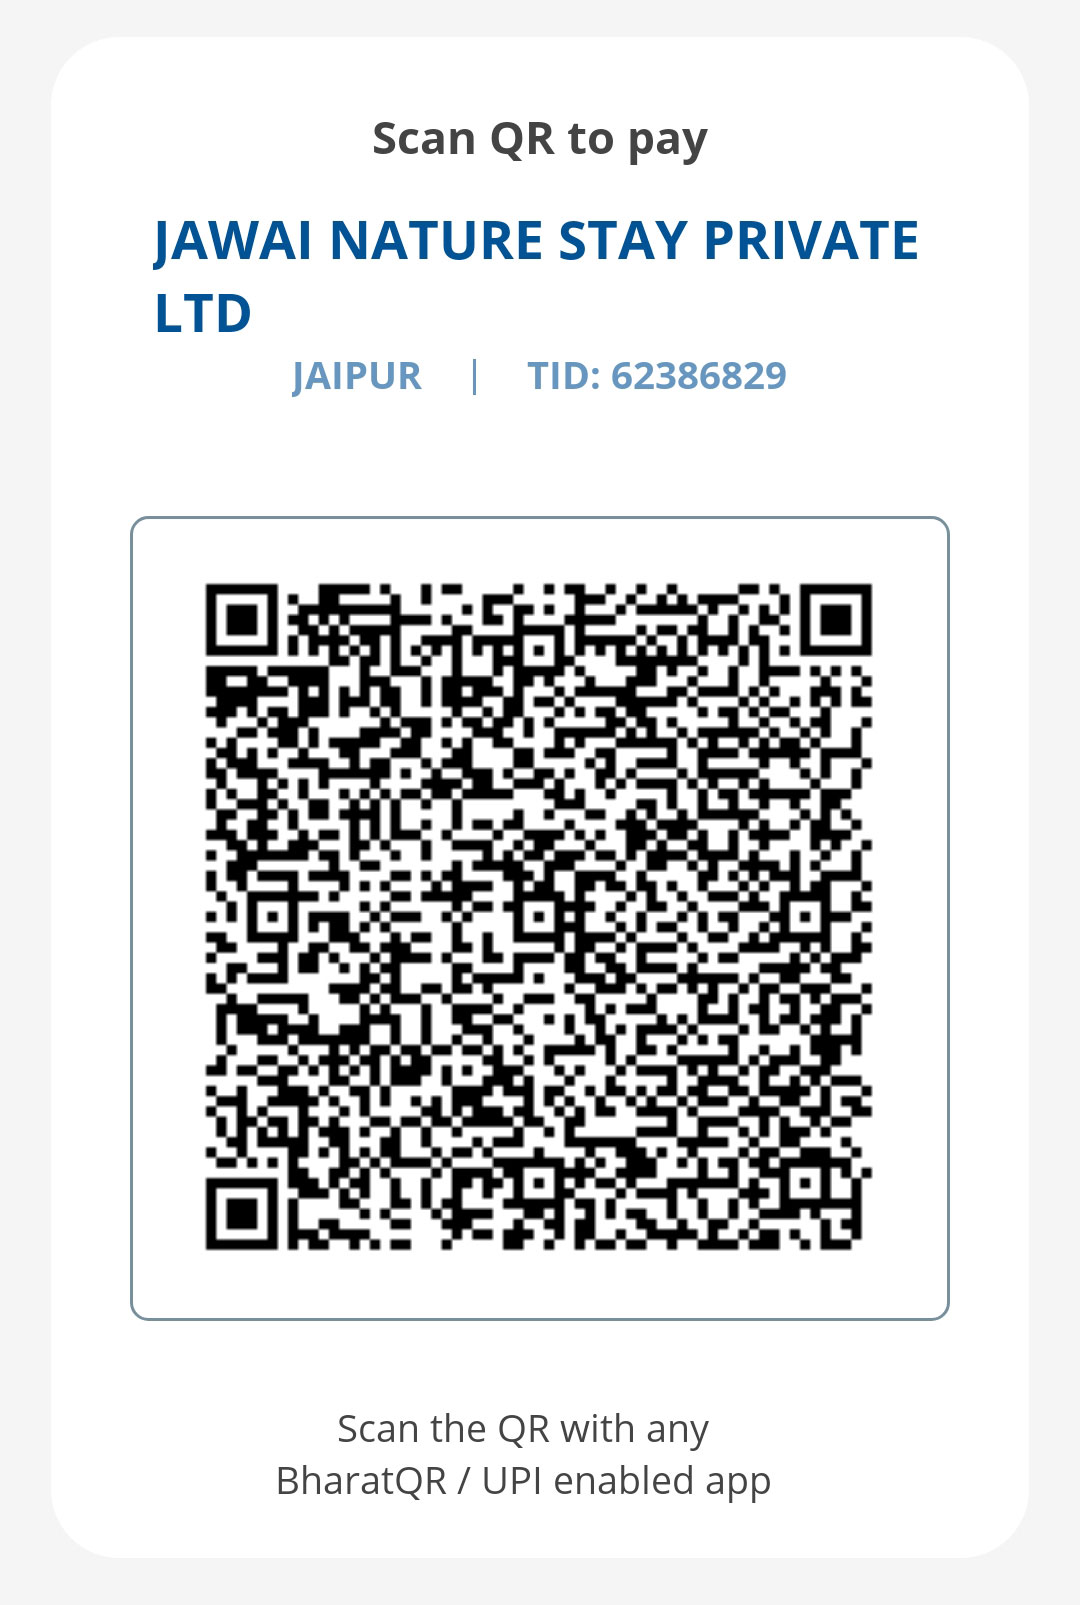 Scan QR to pay
JAWAI NATURE STAY PRIVATE
LTD
JAIPUR | TID: 62386829
Scan the QR with any
BharatQR / UPI enabled app